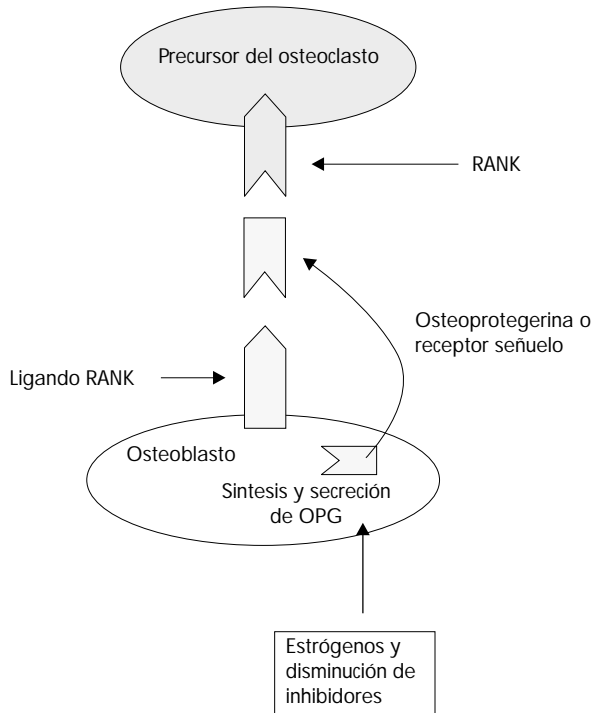 Precursor del osteoclasto
RANK
Osteoprotegerina o
receptor señuelo
Ligando RANK
Osteoblasto
Sintesis y secreción
de OPG
Estrógenos y
disminución de
inhibidores